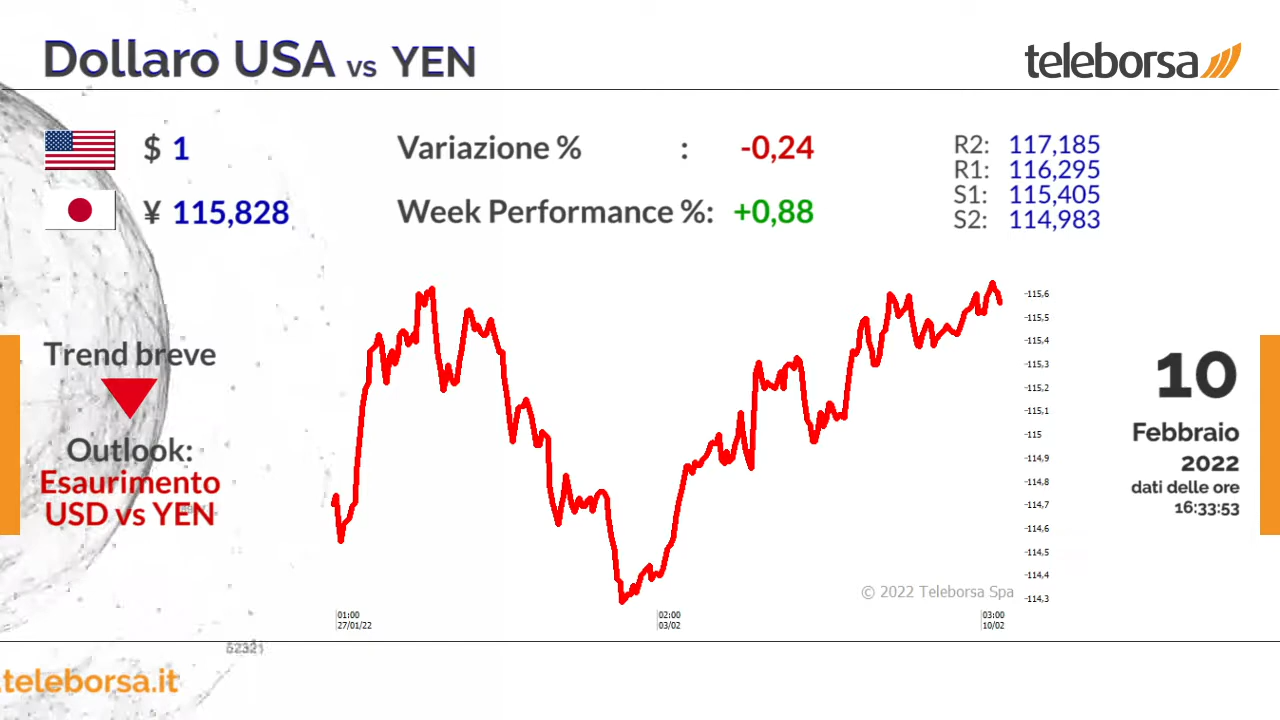 Dollaro USA vs YEN
teleborsa
$ 1
¥ 115,828
Variazione % : -0,24
Week Performance %: +0,88
R2: 117,185
R1: 116,295
S1: 115,405
S2: 114,983
Trend breve
Outlook:
Esaurimento
USD vs YEN
115,6
115,5
115,4
115,3
115,2
115,1
115
114,9
114,8
114,7
114,6
114,5
114,4
114,3
© 2022 Teleborsa Spa
01:00
27/01/22
02:00
03/02
03:00
10/02
10
Febbraio
2022
dati delle ore
16:33:53
.teleborsa.it